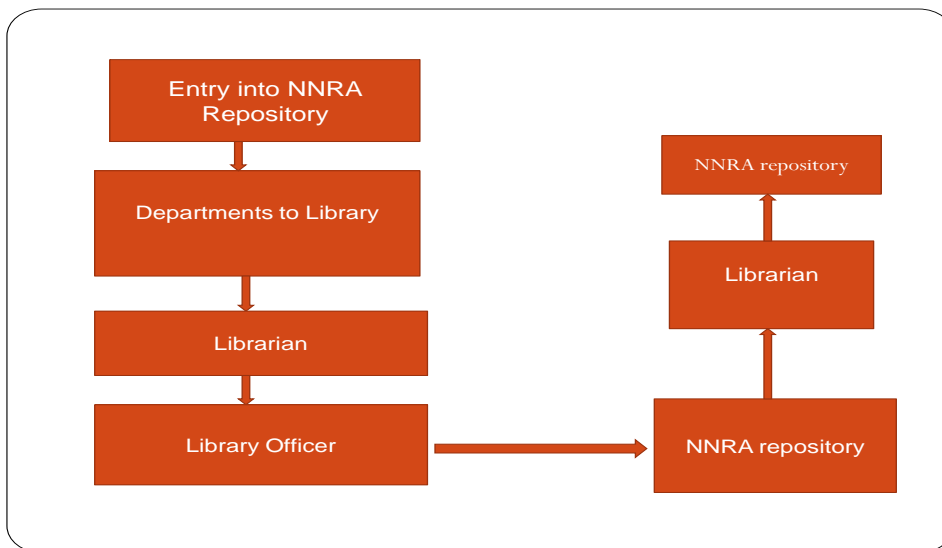 Entry into NNRA
Repository
Departments to Library
Librarian
Library Officer
NNRA repository
Librarian
NNRA repository